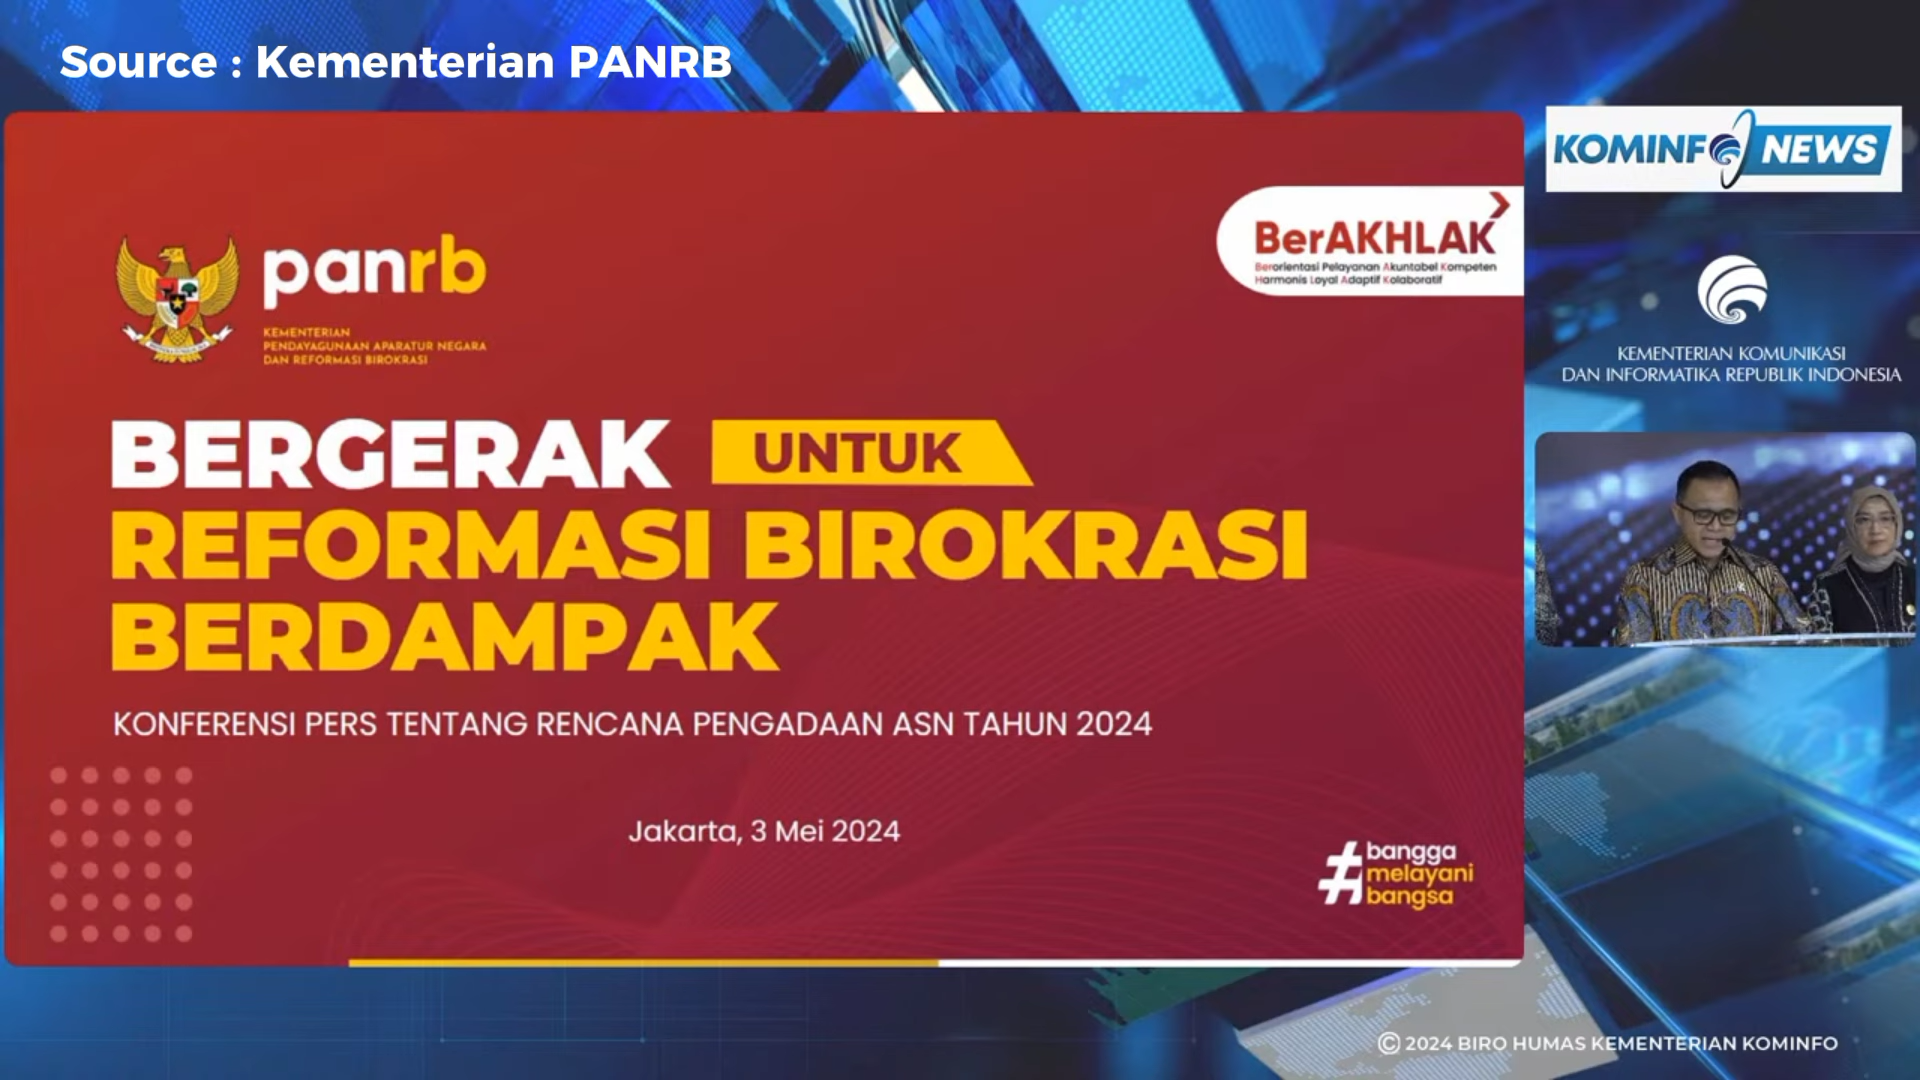 Source : Kementerian PANRB
KOMINFO NEWS
BerAKHLAK
Berorientasi Pelayanan Akuntabel Kompeten
Harmonis Loyal Adaptif Kolaboratif
panrb
KEMENTERIAN
PENDAYAGUNAAN APARATUR NEGARA
DAN REFORMASI BIROKRASI
KEMENTERIAN KOMUNIKASI
DAN INFORMATIKA REPUBLIK INDONESIA
BERGERAK UNTUK
REFORMASI BIROKRASI
BERDAMPAK
KONFERENSI PERS TENTANG RENCANA PENGADAAN ASN TAHUN 2024
Jakarta, 3 Mei 2024
#bangga
melayani
bangsa
© 2024 BIRO HUMAS KEMENTERIAN KOMINFO